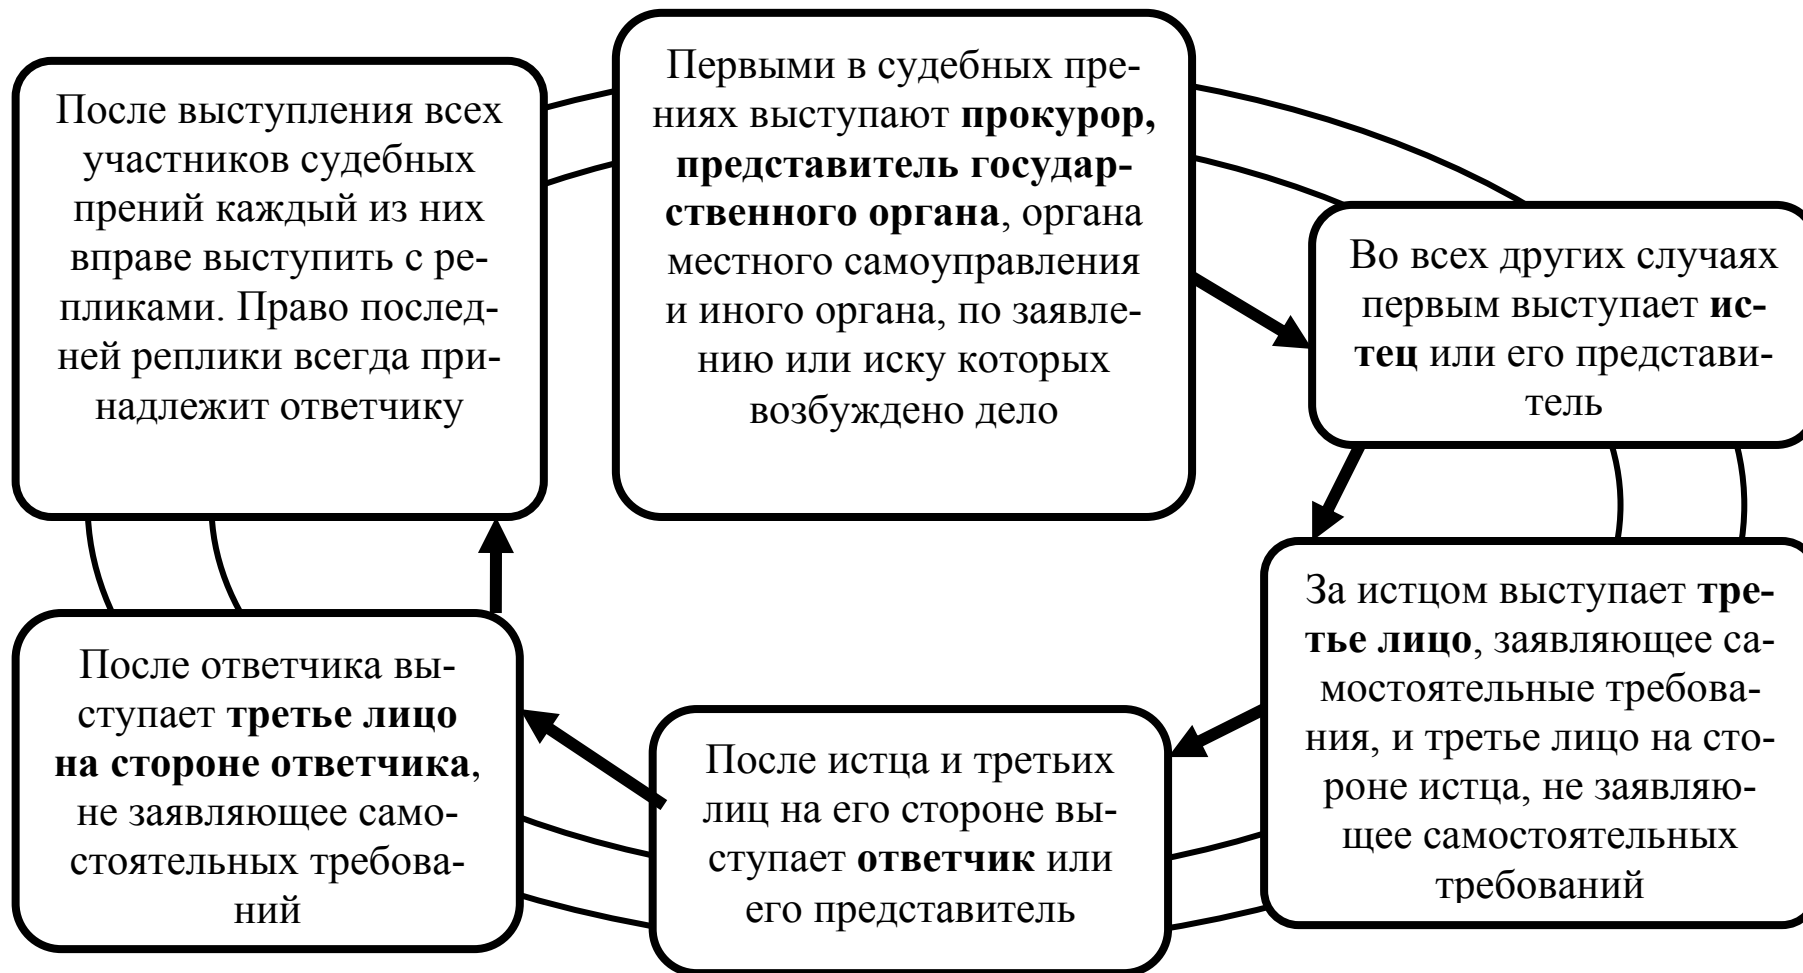 Первыми в судебных пре-
ниях выступают прокурор,
представитель государ-
ственного органа, органа
местного самоуправления
и иного органа, по заявле-
нию или иску которых
возбуждено дело
Во всех других случаях
первым выступает ис-
тец или его представи-
тель
За истцом выступает тре-
тье лицо, заявляющее са-
мостоятельные требова-
ния, и третье лицо на сто-
роне истца, не заявляю-
щее самостоятельных
требований
После истца и третьих
лиц на его стороне вы-
ступает ответчик или
его представитель
После ответчика вы-
ступает третье лицо
на стороне ответчика,
не заявляющее само-
стоятельных требова-
ний
После выступления всех
участников судебных
прений каждый из них
вправе выступить с ре-
пликами. Право послед-
ней реплики всегда при-
надлежит ответчику